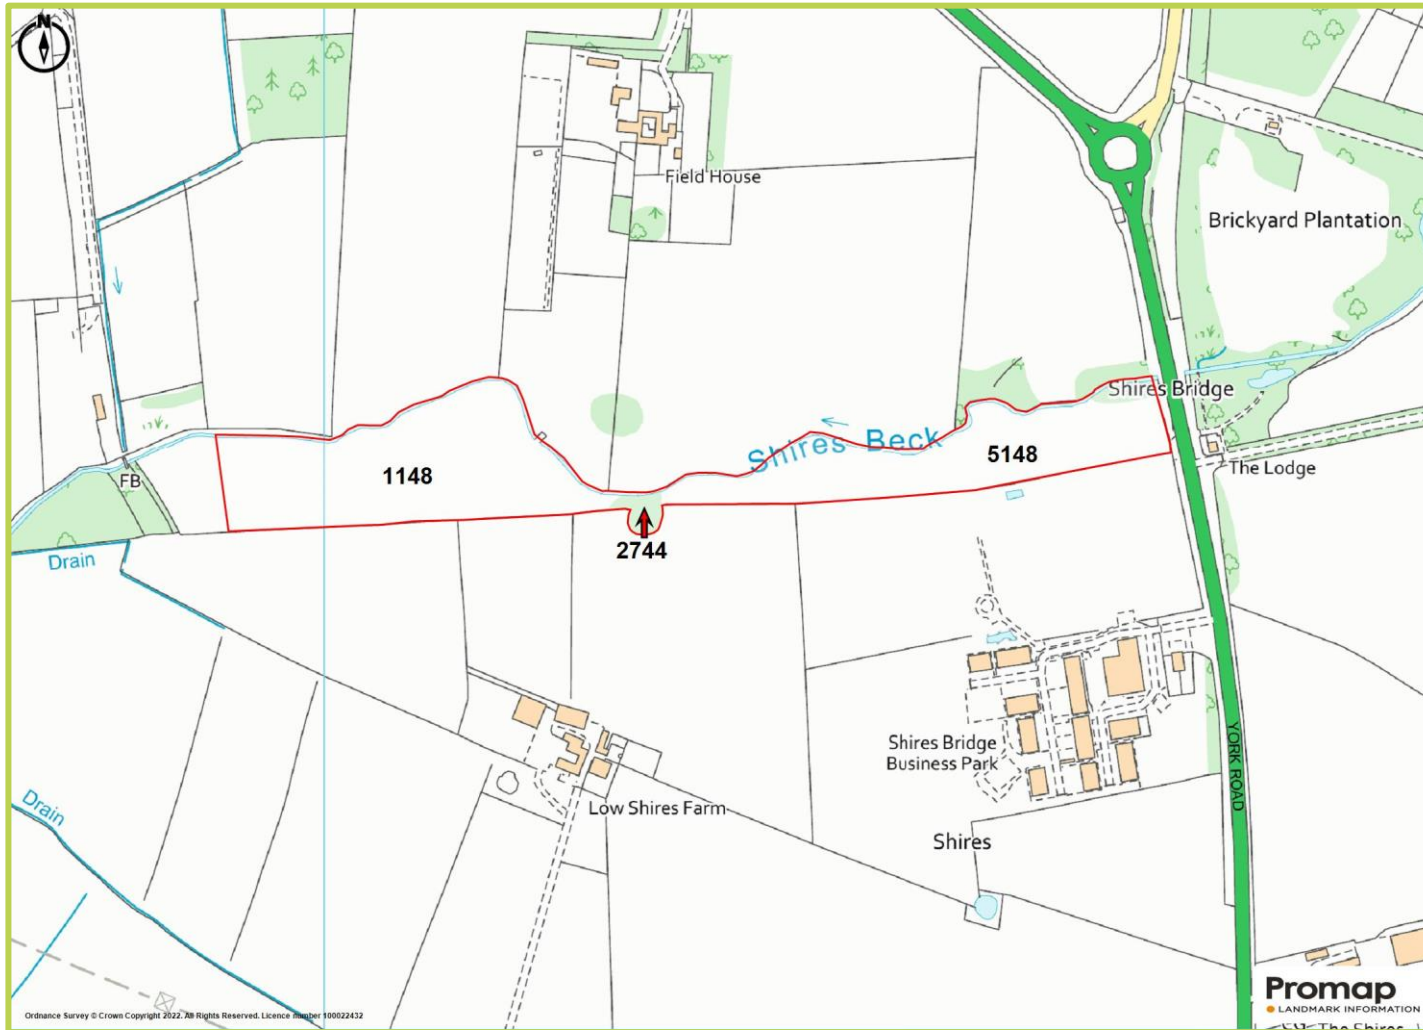 N
Field House
Brickyard Plantation
Shires Bridge
Shires Beck
1148
5148
The Lodge
FB
2744
Drain
Shires Bridge
Business Park
YORK ROAD
Drain
Low Shires Farm
Shires
Promap
LANDMARK INFORMATION
The Shires
Ordnance Survey © Crown Copyright 2022. All Rights Reserved. Licence number 100022432